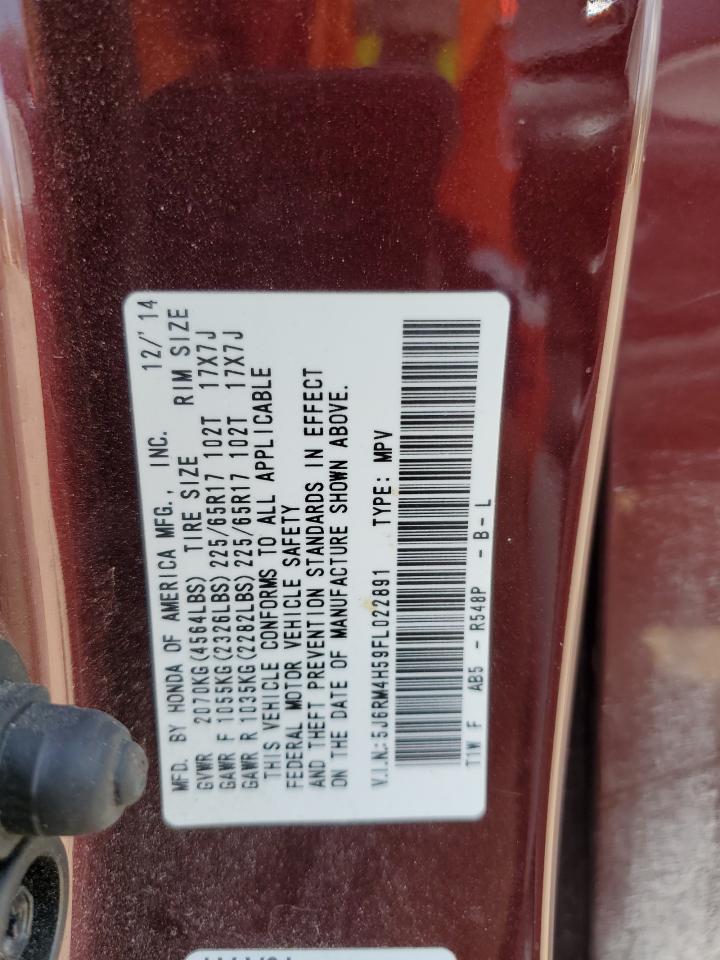 MFD. BY HONDA OF AMERICA MFG., INC. 12/'14
GVWR 2070KG(4564LBS) TIRE SIZE RIM SIZE
GAWR F 1055KG(2326LBS) 225/65R17 102T 17X7J
GAWR R 1035KG(2282LBS) 225/65R17 102T 17X7J
THIS VEHICLE CONFORMS TO ALL APPLICABLE
FEDERAL MOTOR VEHICLE SAFETY
AND THEFT PREVENTION STANDARDS IN EFFECT
ON THE DATE OF MANUFACTURE SHOWN ABOVE.
V.I.N.:5J6RM4H59FL022891 TYPE: MPV
TIW F AB5 - R548P - B - L